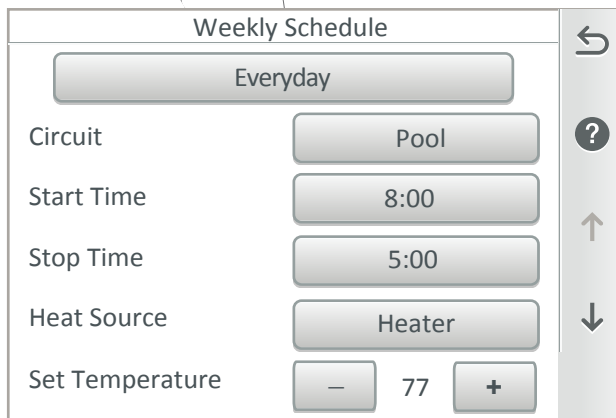 Weekly Schedule
Everyday
Circuit Pool
Start Time 8:00
Stop Time 5:00
Heat Source Heater
Set Temperature − 77 +
?